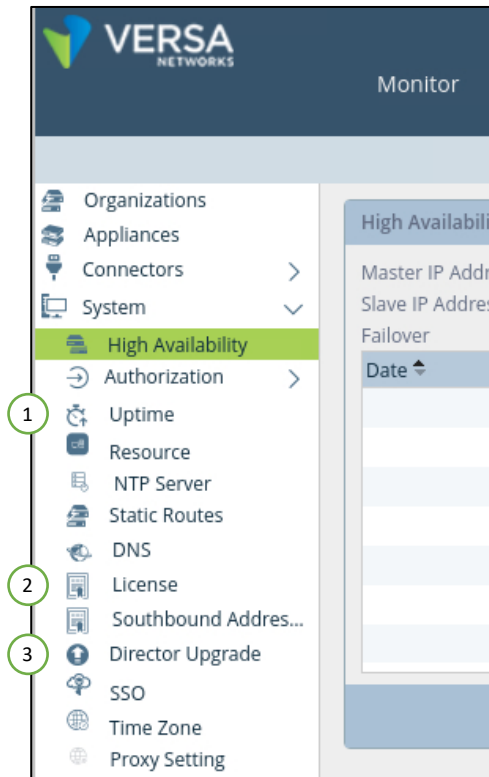 VERSA
NETWORKS
Monitor
Organizations
Appliances
Connectors
System
High Availability
Authorization
1 Uptime
Resource
NTP Server
Static Routes
DNS
2 License
Southbound Addres...
3 Director Upgrade
SSO
Time Zone
Proxy Setting
High Availabili
Master IP Addr
Slave IP Addres
Failover
Date